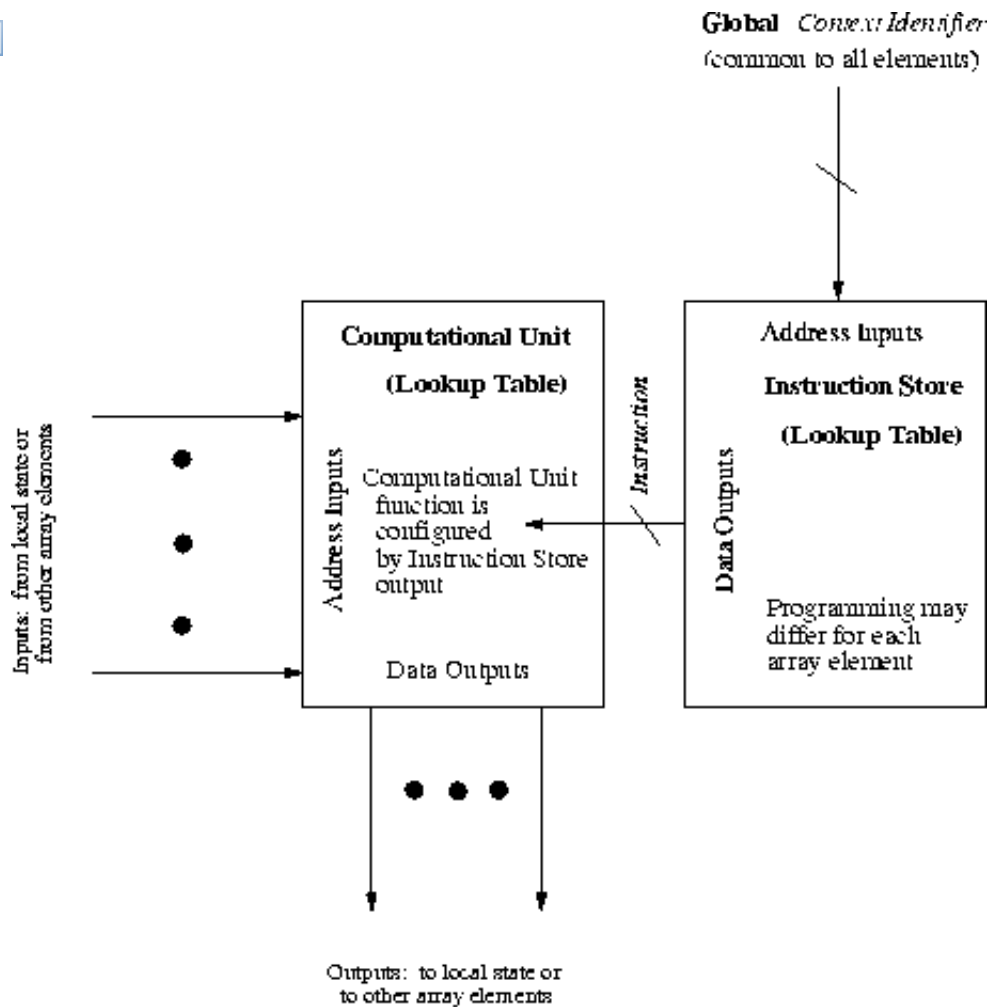 Global Context Identifier
(common to all elements)
Computational Unit
(Lookup Table)
Address Inputs
Computational Unit
function is
configured
by Instruction Store
output
Data Outputs
Instruction
Address Inputs
Instruction Store
(Lookup Table)
Data Outputs
Programming may
differ for each
array element
Inputs: from local state or
from other array elements
Outputs: to local state or
to other array elements